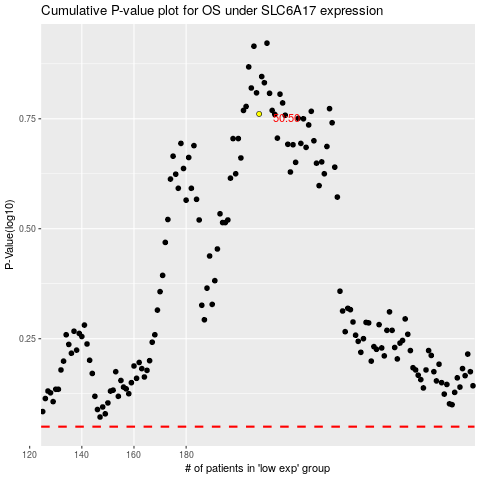 Cumulative P-value plot for OS under SLC6A17 expression
P-Value(log10)
0.75
0.50
0.25
50:50
120
140
160
180
# of patients in 'low exp' group